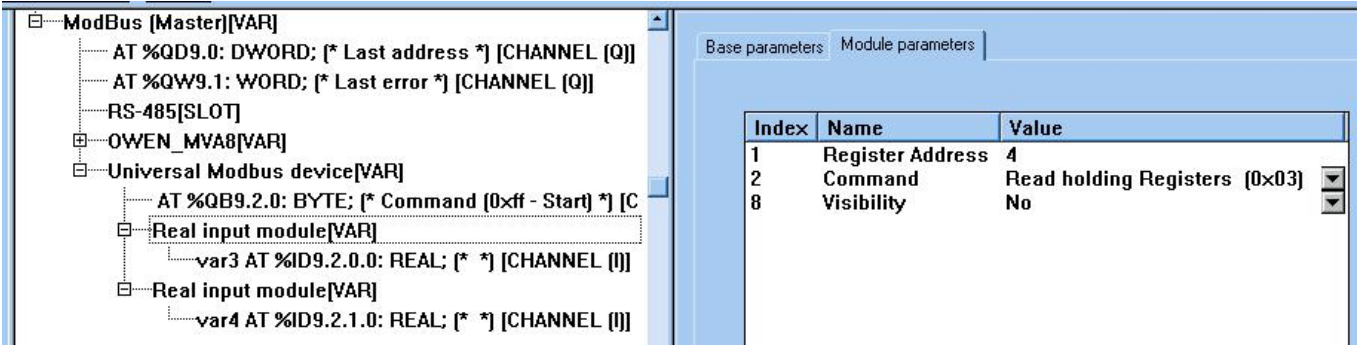 ModBus (Master)[VAR]
AT %QD9.0: DWORD; (* Last address *) [CHANNEL (Q)]
AT %QW9.1: WORD; (* Last error *) [CHANNEL (Q)]
RS-485[SLOT]
OWEN_MVA8[VAR]
Universal Modbus device[VAR]
AT %QB9.2.0: BYTE; (* Command (0xff - Start) *) [C
Real input module[VAR]
var3 AT %ID9.2.0.0: REAL; (* *) [CHANNEL (I)]
Real input module[VAR]
var4 AT %ID9.2.1.0: REAL; (* *) [CHANNEL (I)]
Base parameters Module parameters
Index Name Value
1 Register Address 4
2 Command Read holding Registers (0x03)
8 Visibility No